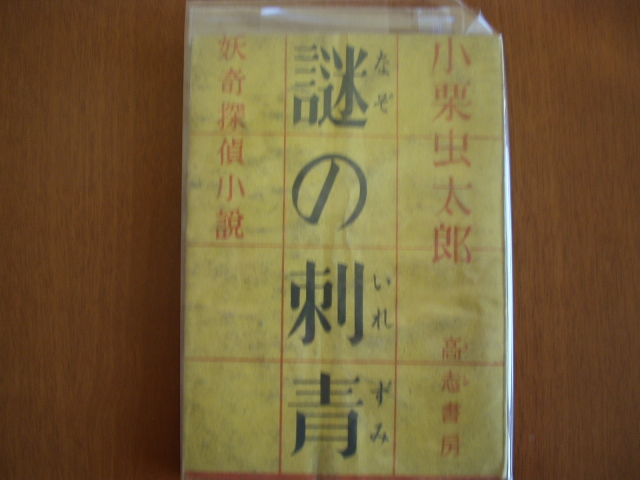 小栗虫太郎
謎の刺青
なぞ
いれずみ
妖奇探偵小說
高志書房